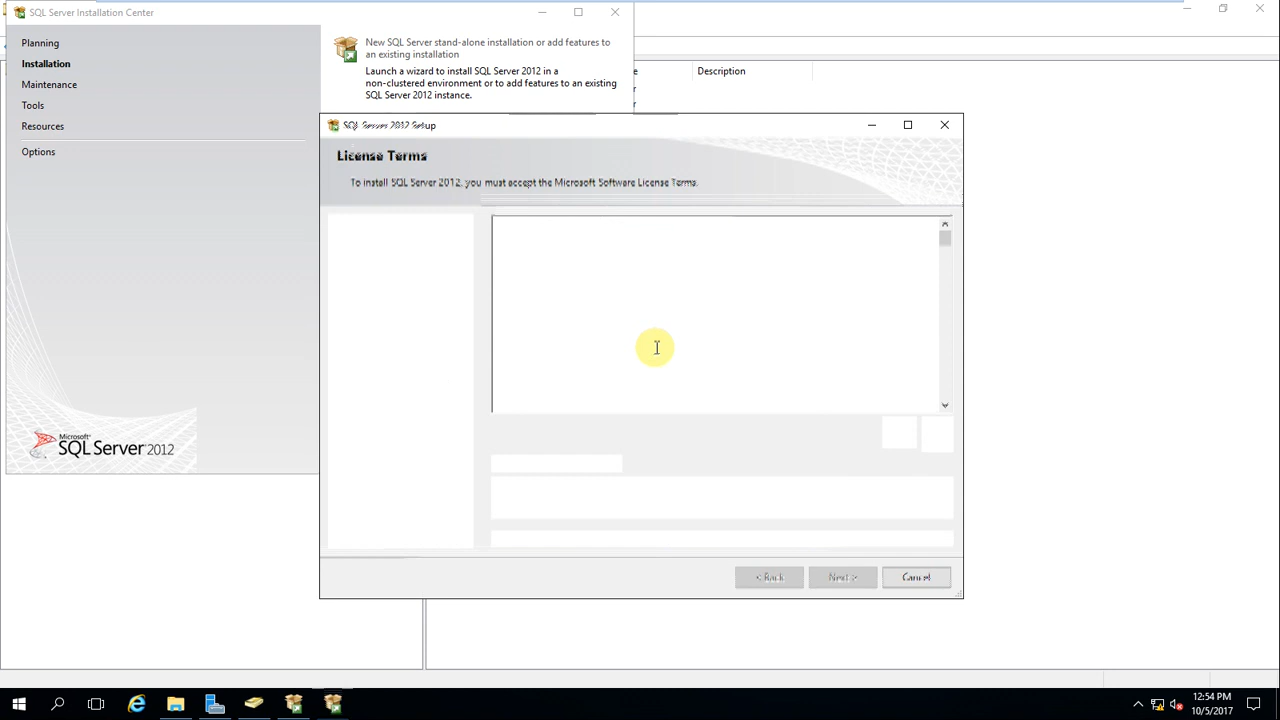 SQL Server Installation Center
Planning
Installation
Maintenance
Tools
Resources
Options
New SQL Server stand-alone installation or add features to
an existing installation
Launch a wizard to install SQL Server 2012 in a
non-clustered environment or to add features to an existing
SQL Server 2012 instance.
Description
SQL Server 2012 Setup
License Terms
To install SQL Server 2012, you must accept the Microsoft Software License Terms.
Microsoft®
SQL Server 2012
< Back
Next >
Cancel
12:54 PM
10/5/2017